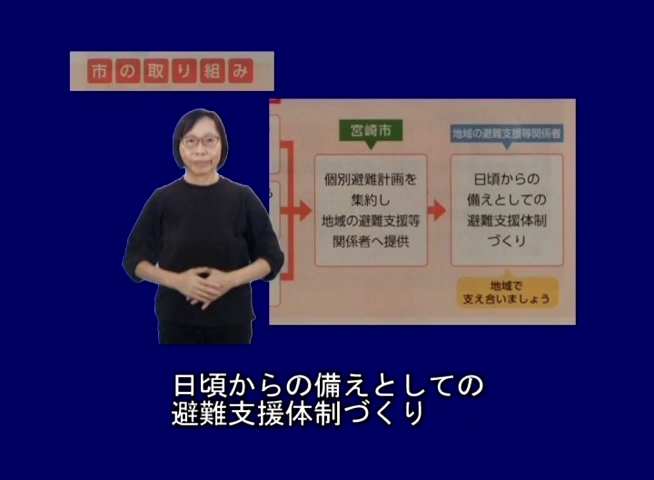 市の取り組み
宮崎市
個別避難計画を
集約し
地域の避難支援等
関係者へ提供
地域の避難支援等関係者
日頃からの
備えとしての
避難支援体制
づくり
地域で
支え合いましょう
日頃からの備えとしての
避難支援体制づくり